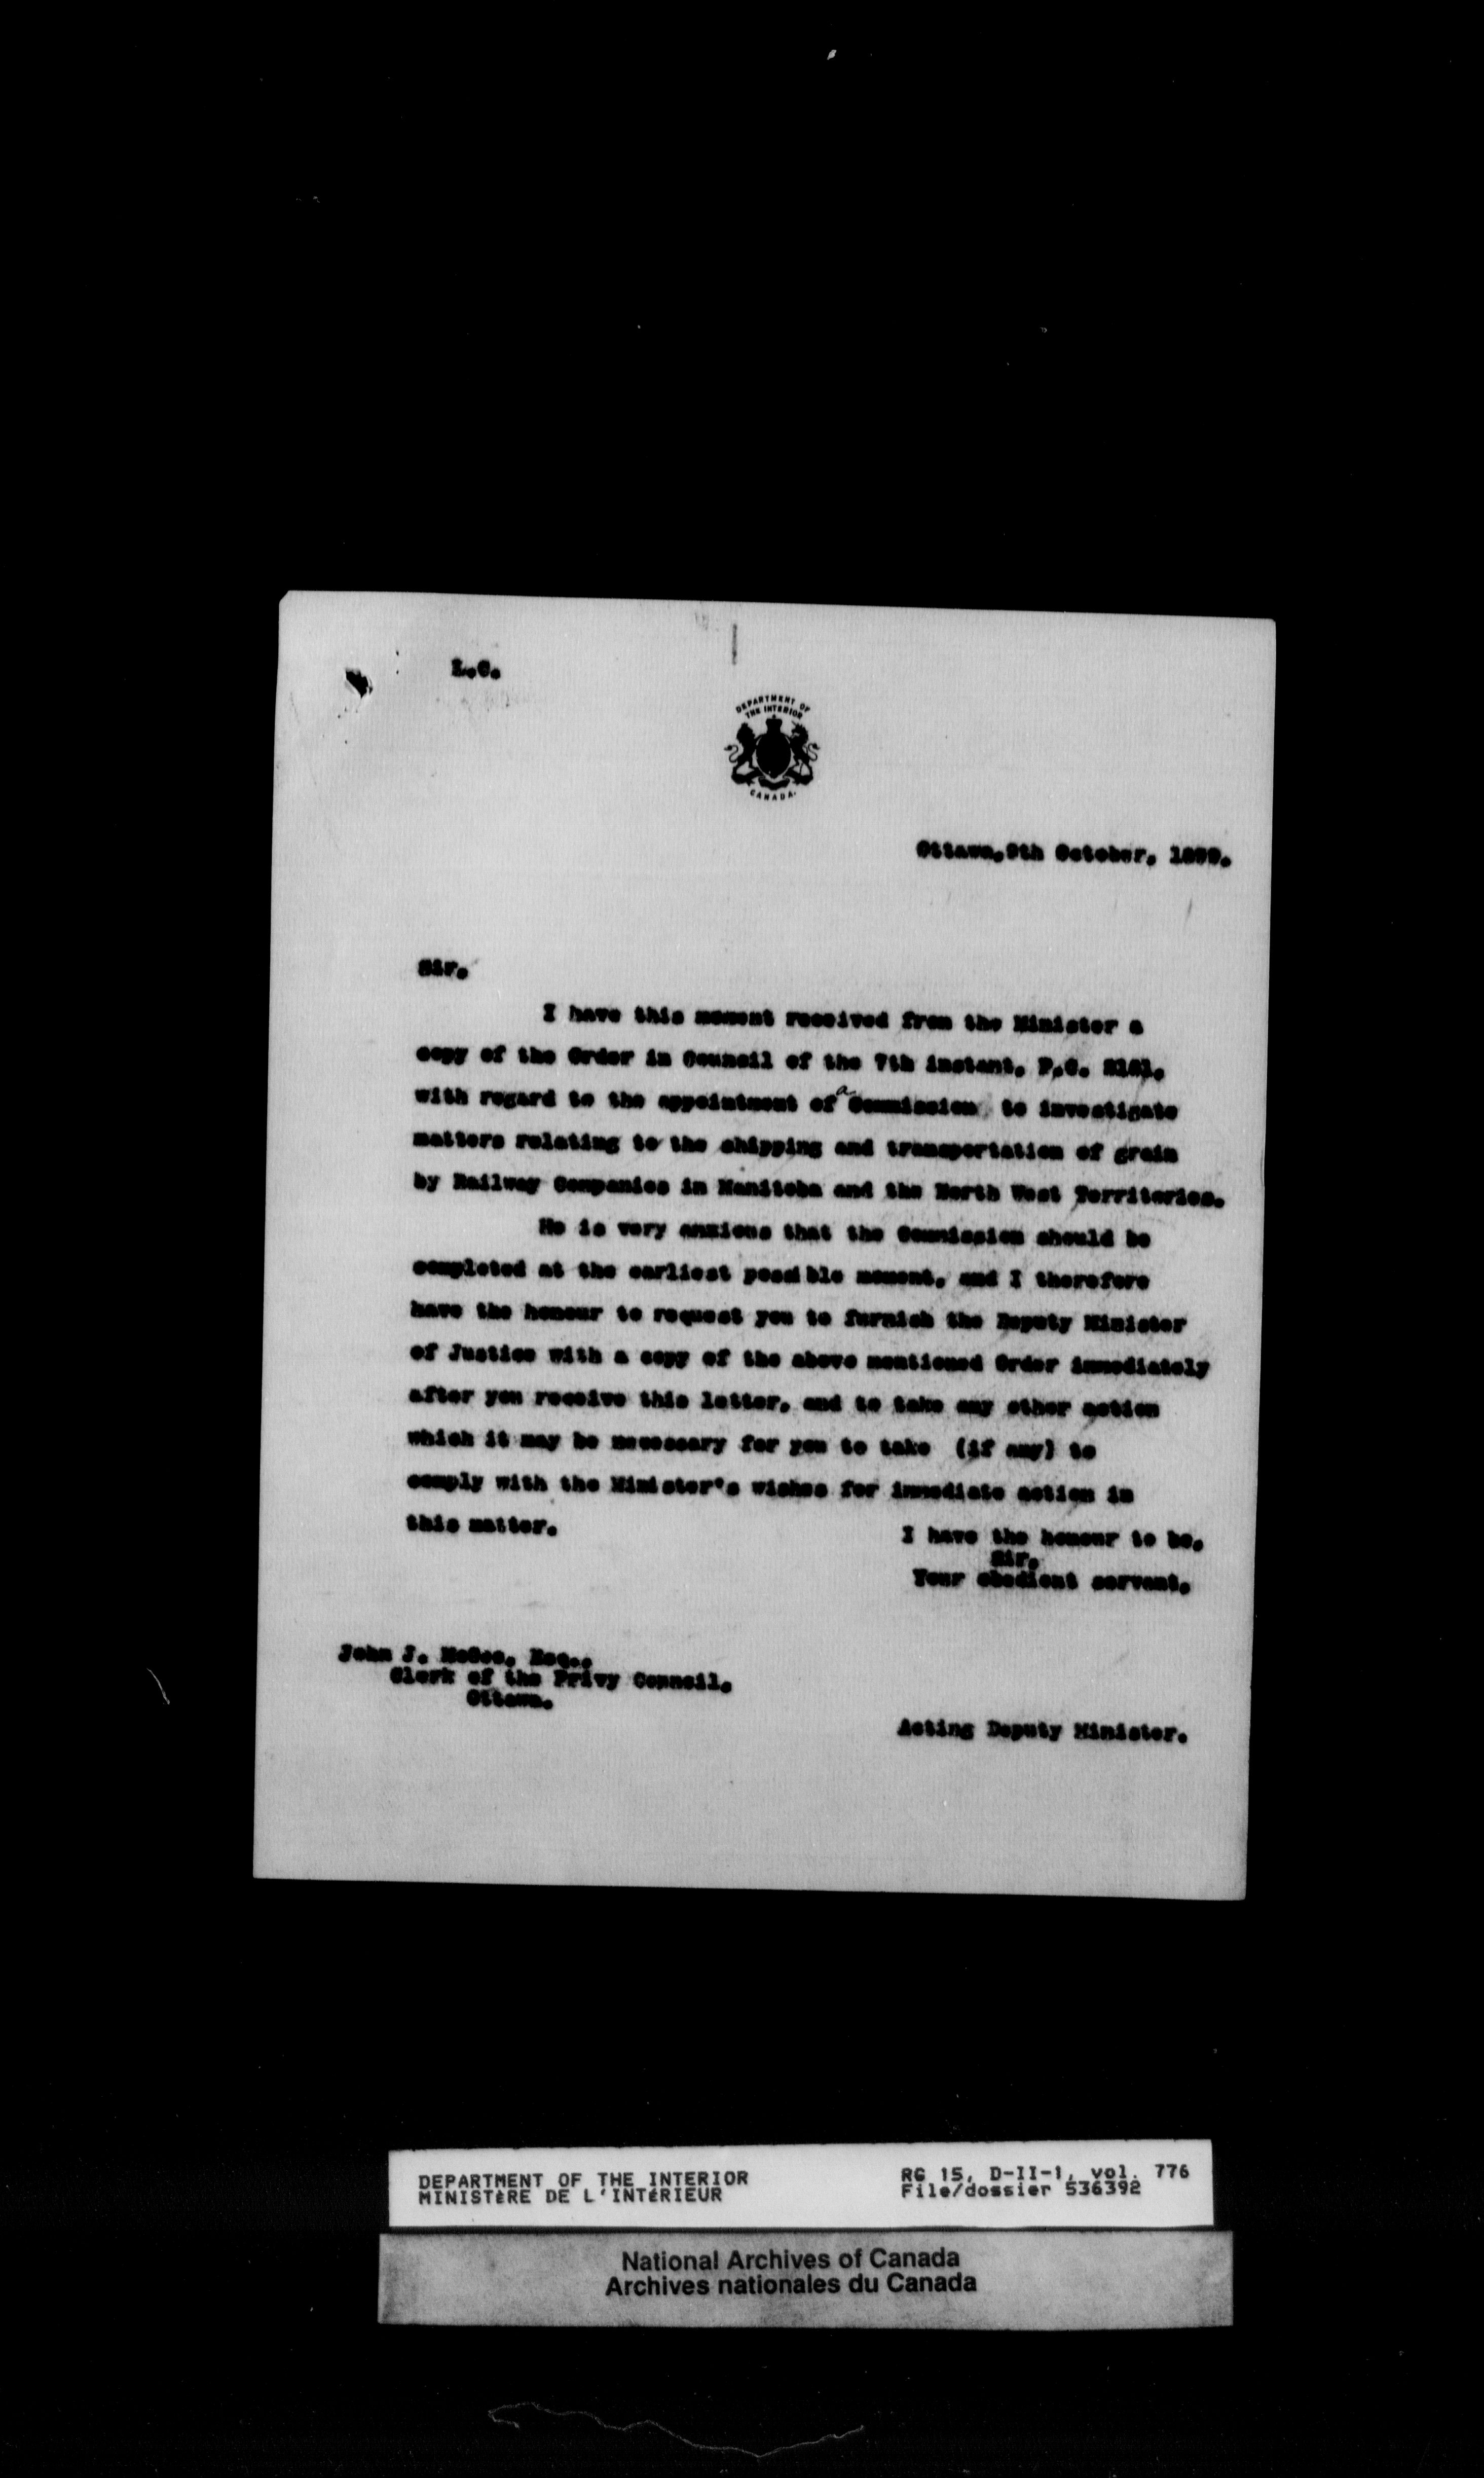 L.C.
DEPARTMENT OF
THE INTERIOR
CANADA.
Ottawa, 9th October, 1899.
Sir,
I have this moment received from the Minister a
copy of the Order in Council of the 7th instant, P.C.
with regard to the appointment of a Commission to investigate
matters relating to the shipping and transportation of grain
by Railway Companies in Manitoba and the North West Territories.
He is very anxious that the Commission should be
completed at the earliest possible moment, and I therefore
have the honour to request you to furnish the Deputy Minister
of Justice with a copy of the above mentioned Order immediately
after you receive this letter, and to take any other action
which it may be necessary for you to take (if any) to
comply with the Minister's wishes for immediate action in
this matter.
I have the honour to be,
Sir,
Your obedient servant,
John J. McGee, Esq.,
Clerk of the Privy Council,
Ottawa.
Acting Deputy Minister.
DEPARTMENT OF THE INTERIOR
MINISTÈRE DE L'INTÉRIEUR
RG 15, D-II-1, vol. 776
File/dossier 536392
National Archives of Canada
Archives nationales du Canada